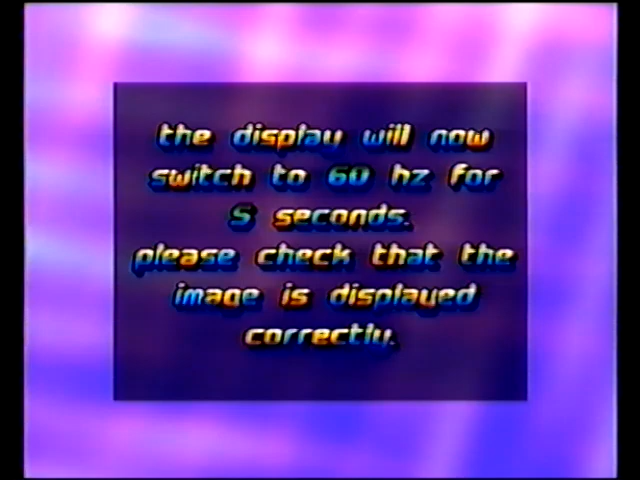 the display will now
switch to 60 hz for
5 seconds.
please check that the
image is displayed
correctly.